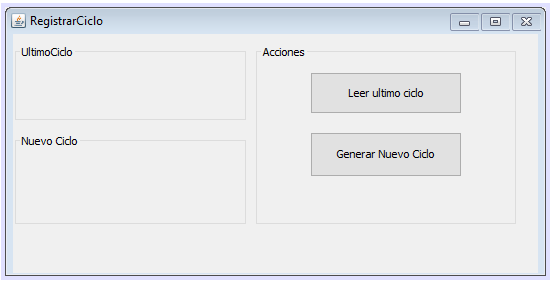 RegistrarCiclo
UltimoCiclo
Nuevo Ciclo
Acciones
Leer ultimo ciclo
Generar Nuevo Ciclo